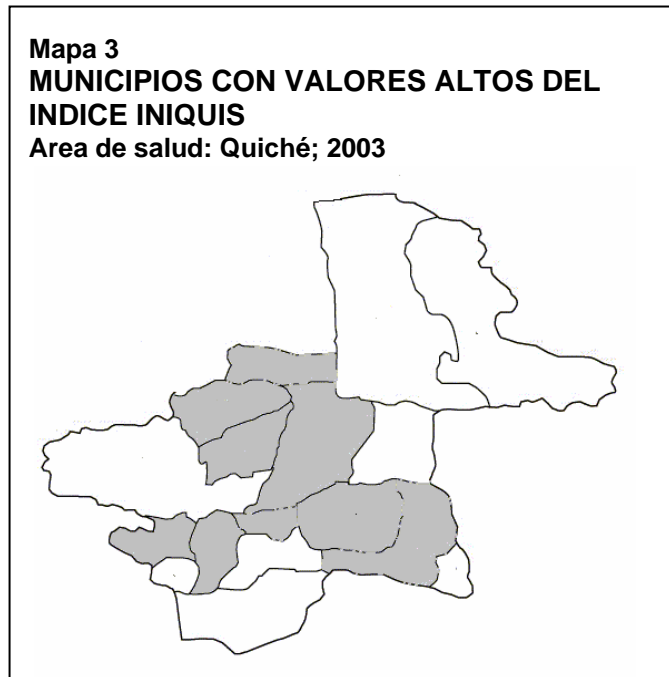 Mapa 3
MUNICIPIOS CON VALORES ALTOS DEL
INDICE INIQUIS
Area de salud: Quiché; 2003